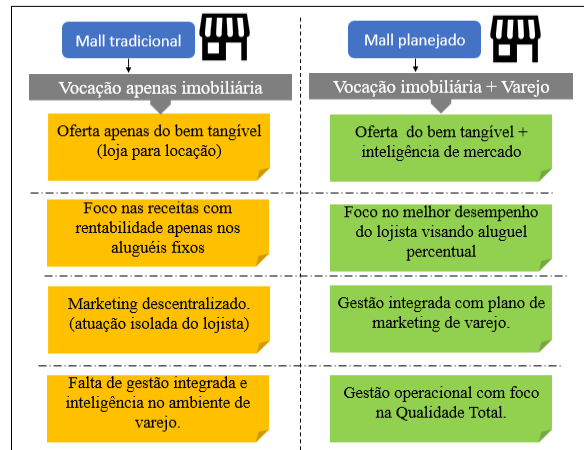 Mall tradicional
Mall planejado
Vocação apenas imobiliária
Vocação imobiliária + Varejo
Oferta apenas do bem tangível
(loja para locação)
Oferta do bem tangível +
inteligência de mercado
Foco nas receitas com
rentabilidade apenas nos
aluguéis fixos
Foco no melhor desempenho
do lojista visando aluguel
percentual
Marketing descentralizado.
(atuação isolada do lojista)
Gestão integrada com plano de
marketing de varejo.
Falta de gestão integrada e
inteligência no ambiente de
varejo.
Gestão operacional com foco
na Qualidade Total.